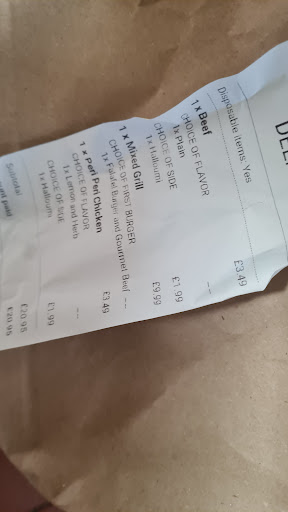 Disposable items: Yes
1 x Beef £3.49
CHOICE OF FLAVOR
1x Plain --
CHOICE OF SIDE
1x Halloumi £1.99
1 x Mixed Grill £9.99
CHOICE OF FIRST BURGER
1x Falafel Burger and Gourmet Beef --
1 x Peri Peri Chicken £3.49
CHOICE OF FLAVOR
1x Lemon and Herb --
CHOICE OF SIDE
1x Halloumi £1.99
Subtotal £20.95
paid £20.95